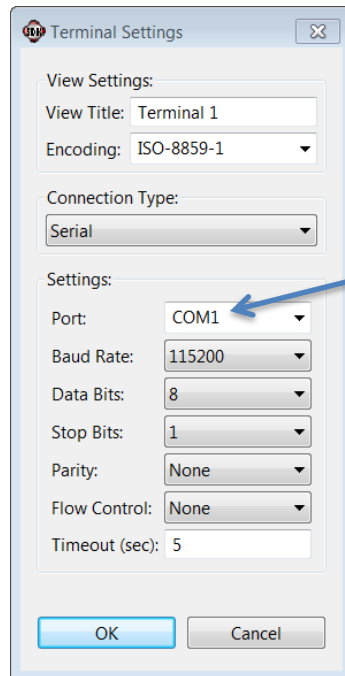 SDK Terminal Settings
View Settings:
View Title: Terminal 1
Encoding: ISO-8859-1
Connection Type:
Serial
Settings:
Port: COM1
Baud Rate: 115200
Data Bits: 8
Stop Bits: 1
Parity: None
Flow Control: None
Timeout (sec): 5
OK Cancel